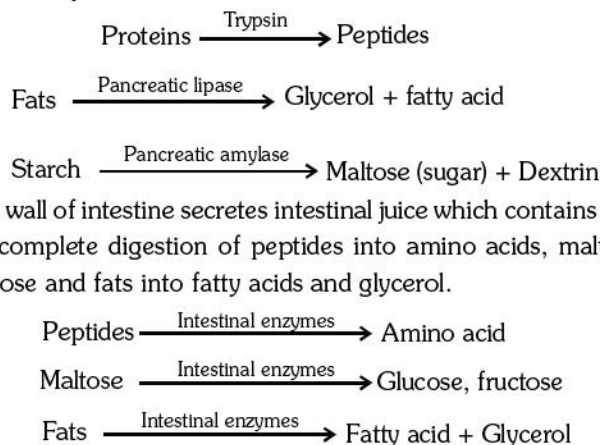 Trypsin
Proteins → Peptides
Pancreatic lipase
Fats → Glycerol + fatty acid
Pancreatic amylase
Starch → Maltose (sugar) + Dextrin
wall of intestine secretes intestinal juice which contains
complete digestion of peptides into amino acids, malt
ose and fats into fatty acids and glycerol.
Intestinal enzymes
Peptides → Amino acid
Intestinal enzymes
Maltose → Glucose, fructose
Intestinal enzymes
Fats → Fatty acid + Glycerol